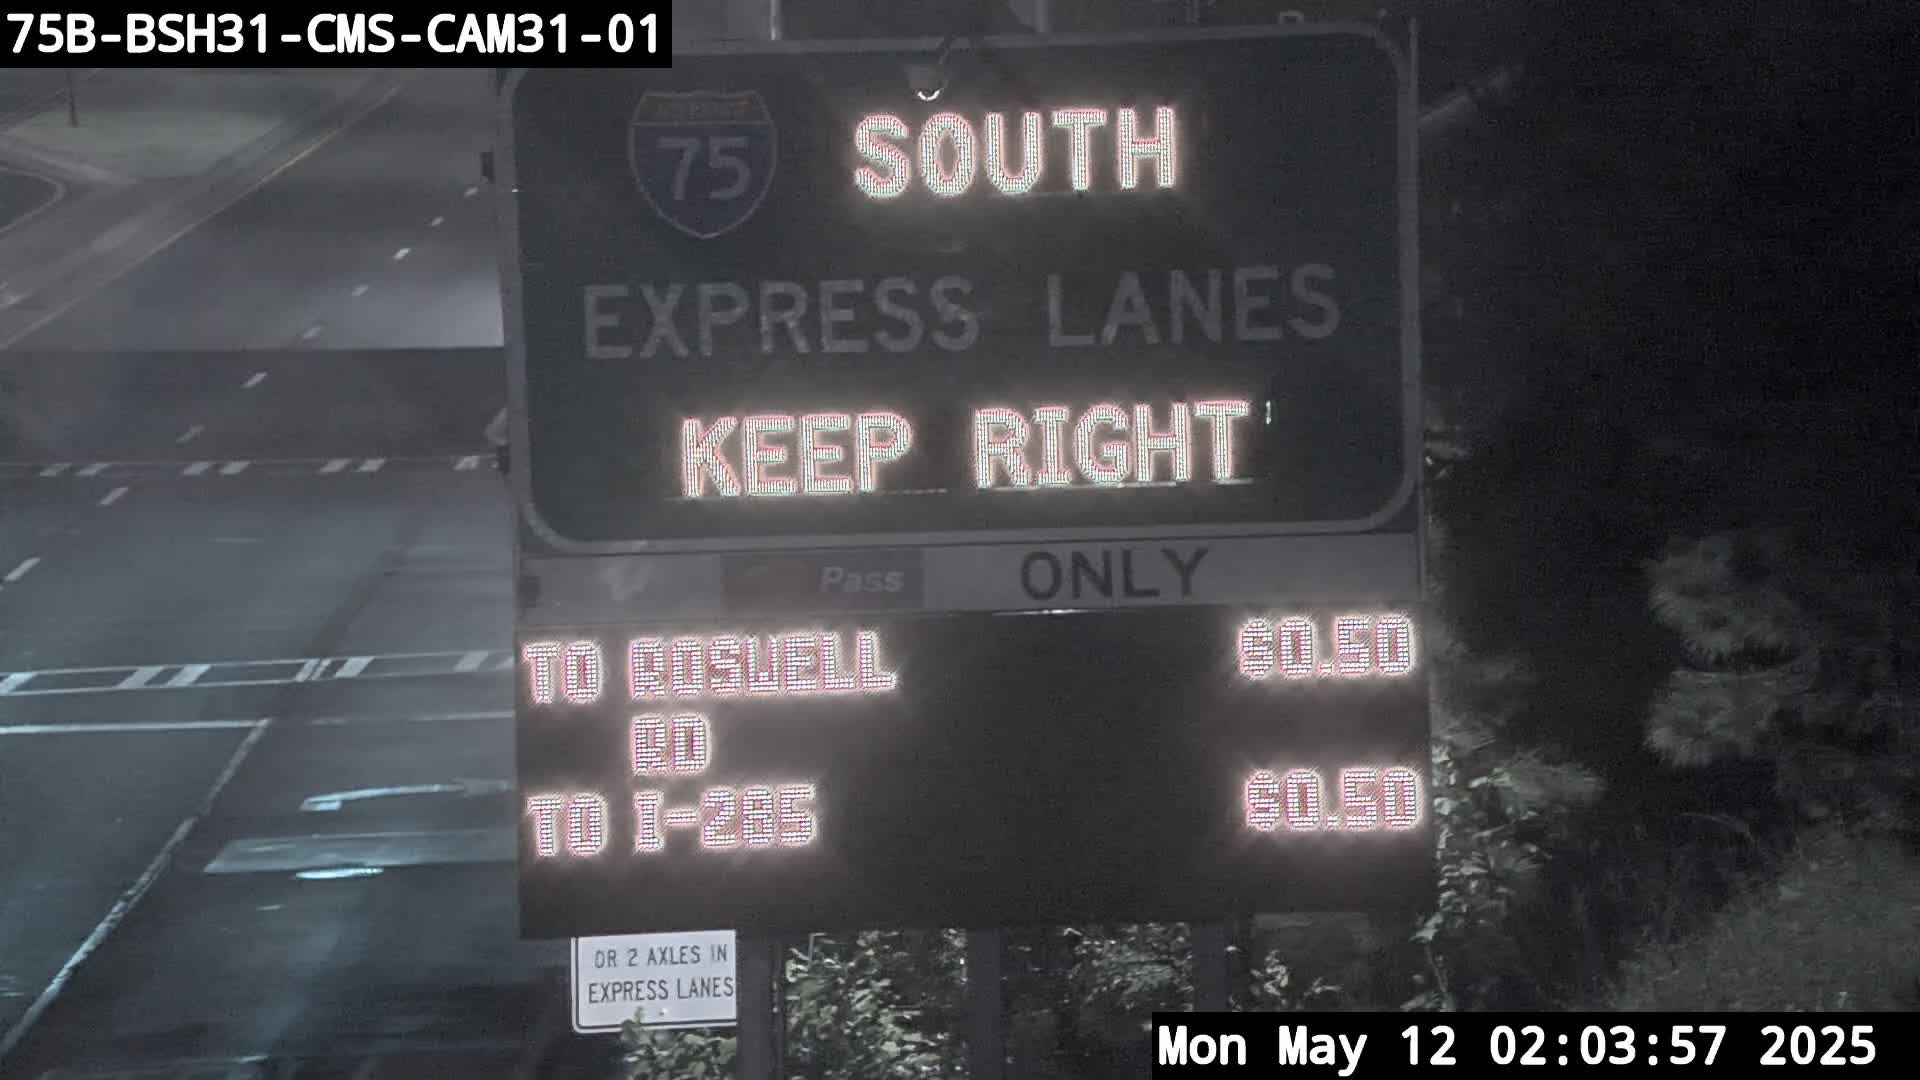 75B-BSH31-CMS-CAM31-01
INTERSTATE
75 SOUTH
EXPRESS LANES
KEEP RIGHT
Pass ONLY
TO ROSWELL $0.50
RD
TO I-285 $0.50
OR 2 AXLES IN
EXPRESS LANES
Mon May 12 02:03:57 2025